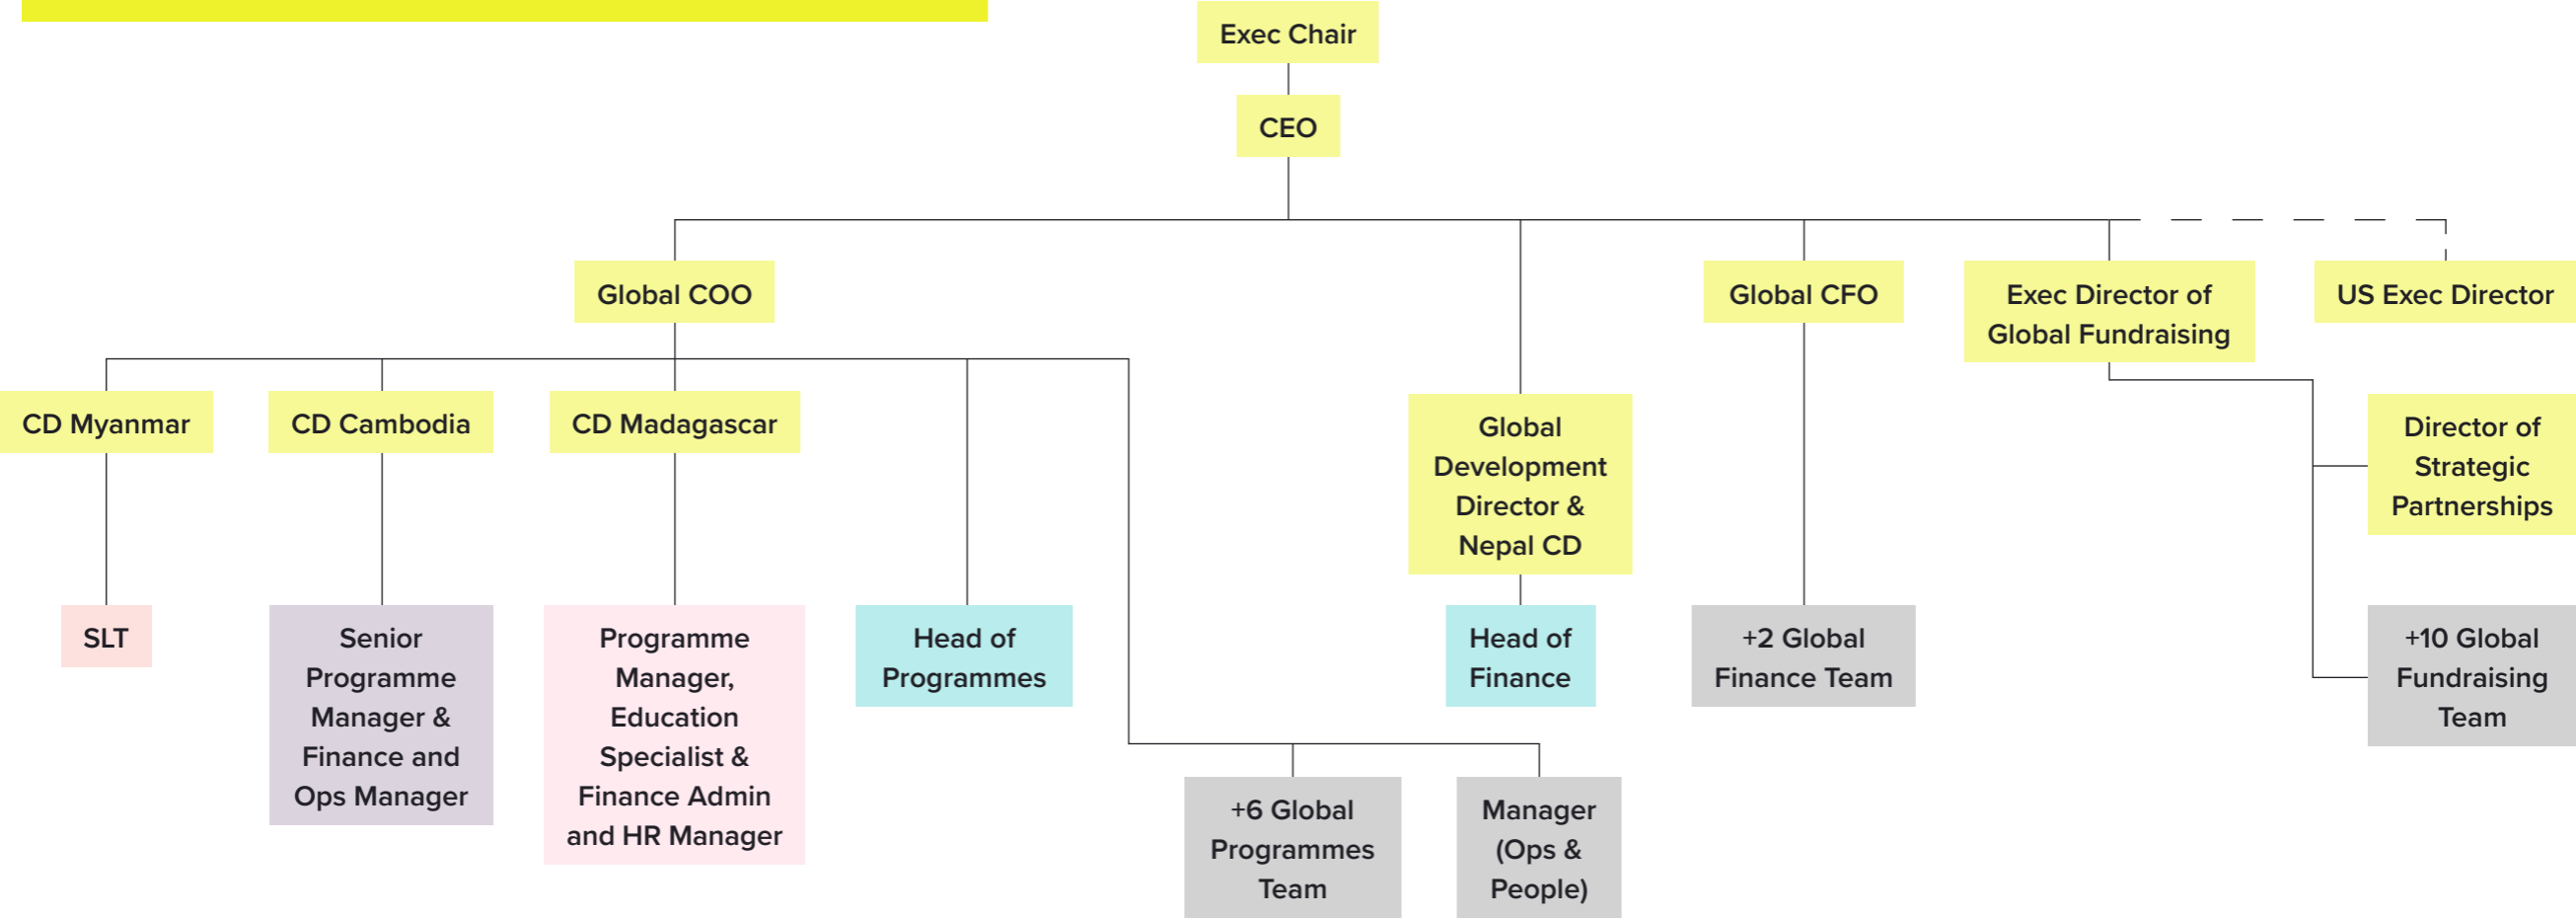 Exec Chair
CEO
Global COO
Global CFO
Exec Director of
Global Fundraising
US Exec Director
CD Myanmar
CD Cambodia
CD Madagascar
Global
Development
Director &
Nepal CD
Director of
Strategic
Partnerships
SLT
Senior
Programme
Manager &
Finance and
Ops Manager
Programme
Manager,
Education
Specialist &
Finance Admin
and HR Manager
Head of
Programmes
Head of
Finance
+2 Global
Finance Team
+10 Global
Fundraising
Team
+6 Global
Programmes
Team
Manager
(Ops &
People)